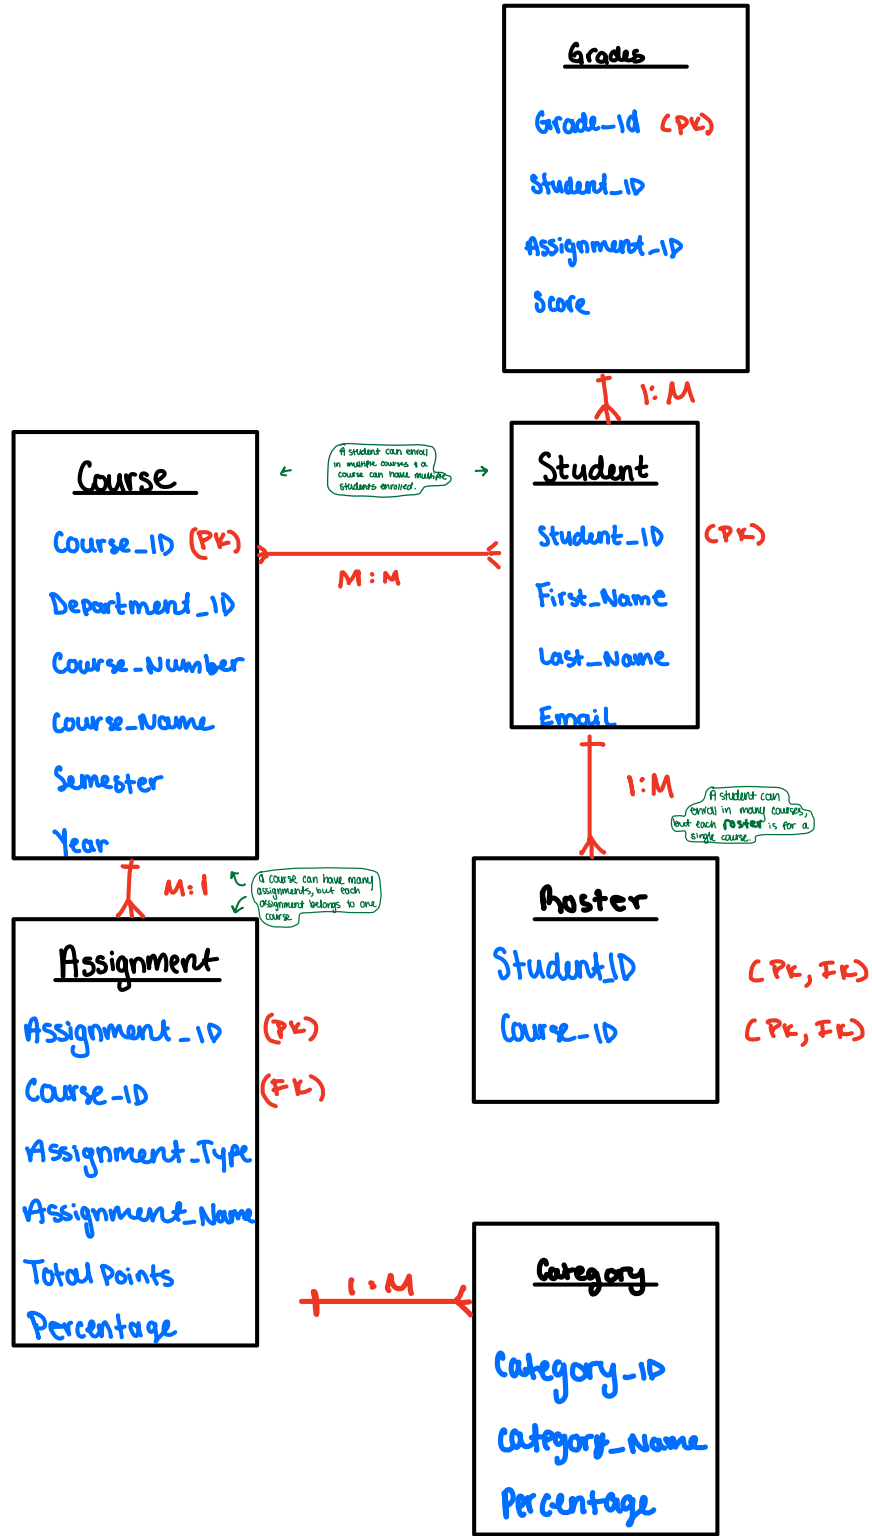 Grades
Grade_Id (PK)
Student_ID
Assignment_ID
Score
1:M
Course
Course_ID (PK)
Department_ID
Course_Number
Course_Name
Semester
Year
A student can enroll
in multiple courses & a
course can have multiple
students enrolled.
M:M
Student
Student_ID (PK)
First_Name
Last_Name
Email
1:M
A student can
enroll in many courses,
but each roster is for a
single course.
M:1
a course can have many
assignments, but each
assignment belongs to one
course
Assignment
Assignment_ID (PK)
Course_ID (FK)
Assignment_Type
Assignment_Name
Total Points
Percentage
Roster
Student_ID (PK, FK)
Course_ID (PK, FK)
1:M
Category
Category_ID
Category_Name
Percentage